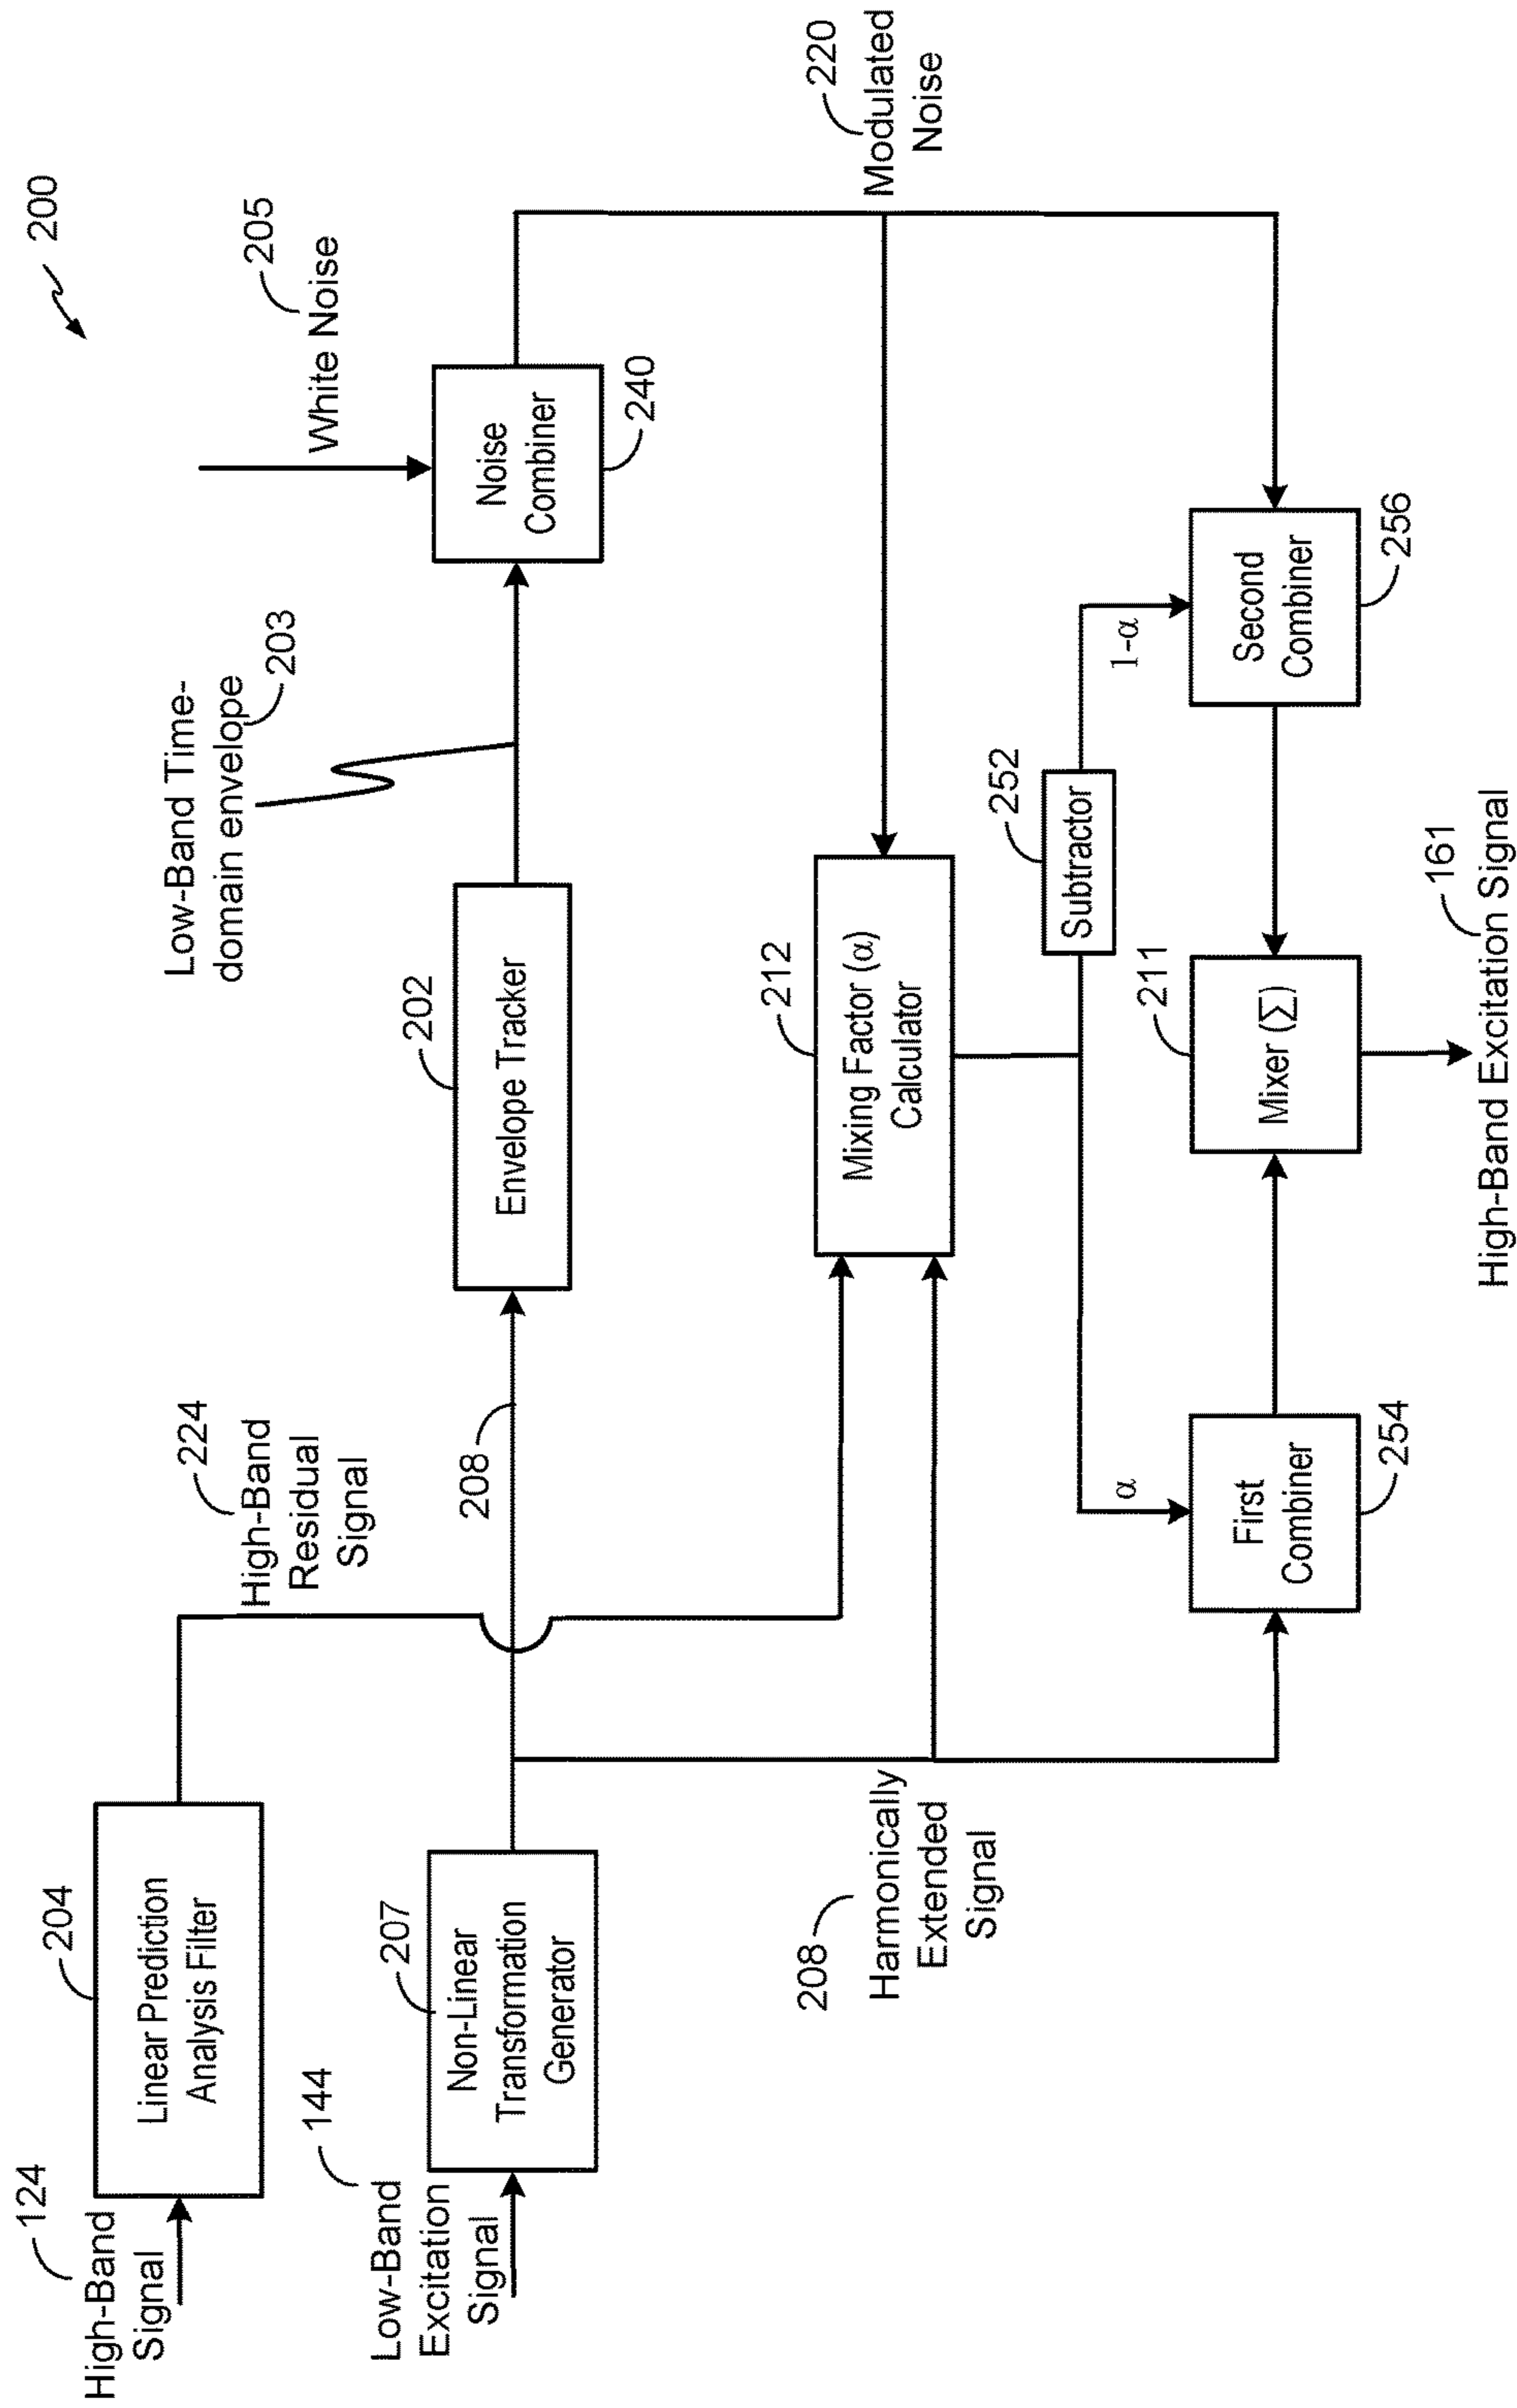 200
124
High-Band
Signal
204
Linear Prediction
Analysis Filter
224
High-Band
Residual
Signal
Low-Band Time-
domain envelope
203
205
White Noise
144
Low-Band
Excitation
Signal
207
Non-Linear
Transformation
Generator
208
202
Envelope Tracker
Noise
Combiner
240
208
Harmonically
Extended
Signal
212
Mixing Factor (α)
Calculator
220
Modulated
Noise
252
Subtractor
α
1-α
First
Combiner
254
211
Mixer (∑)
Second
Combiner
256
161
High-Band Excitation Signal